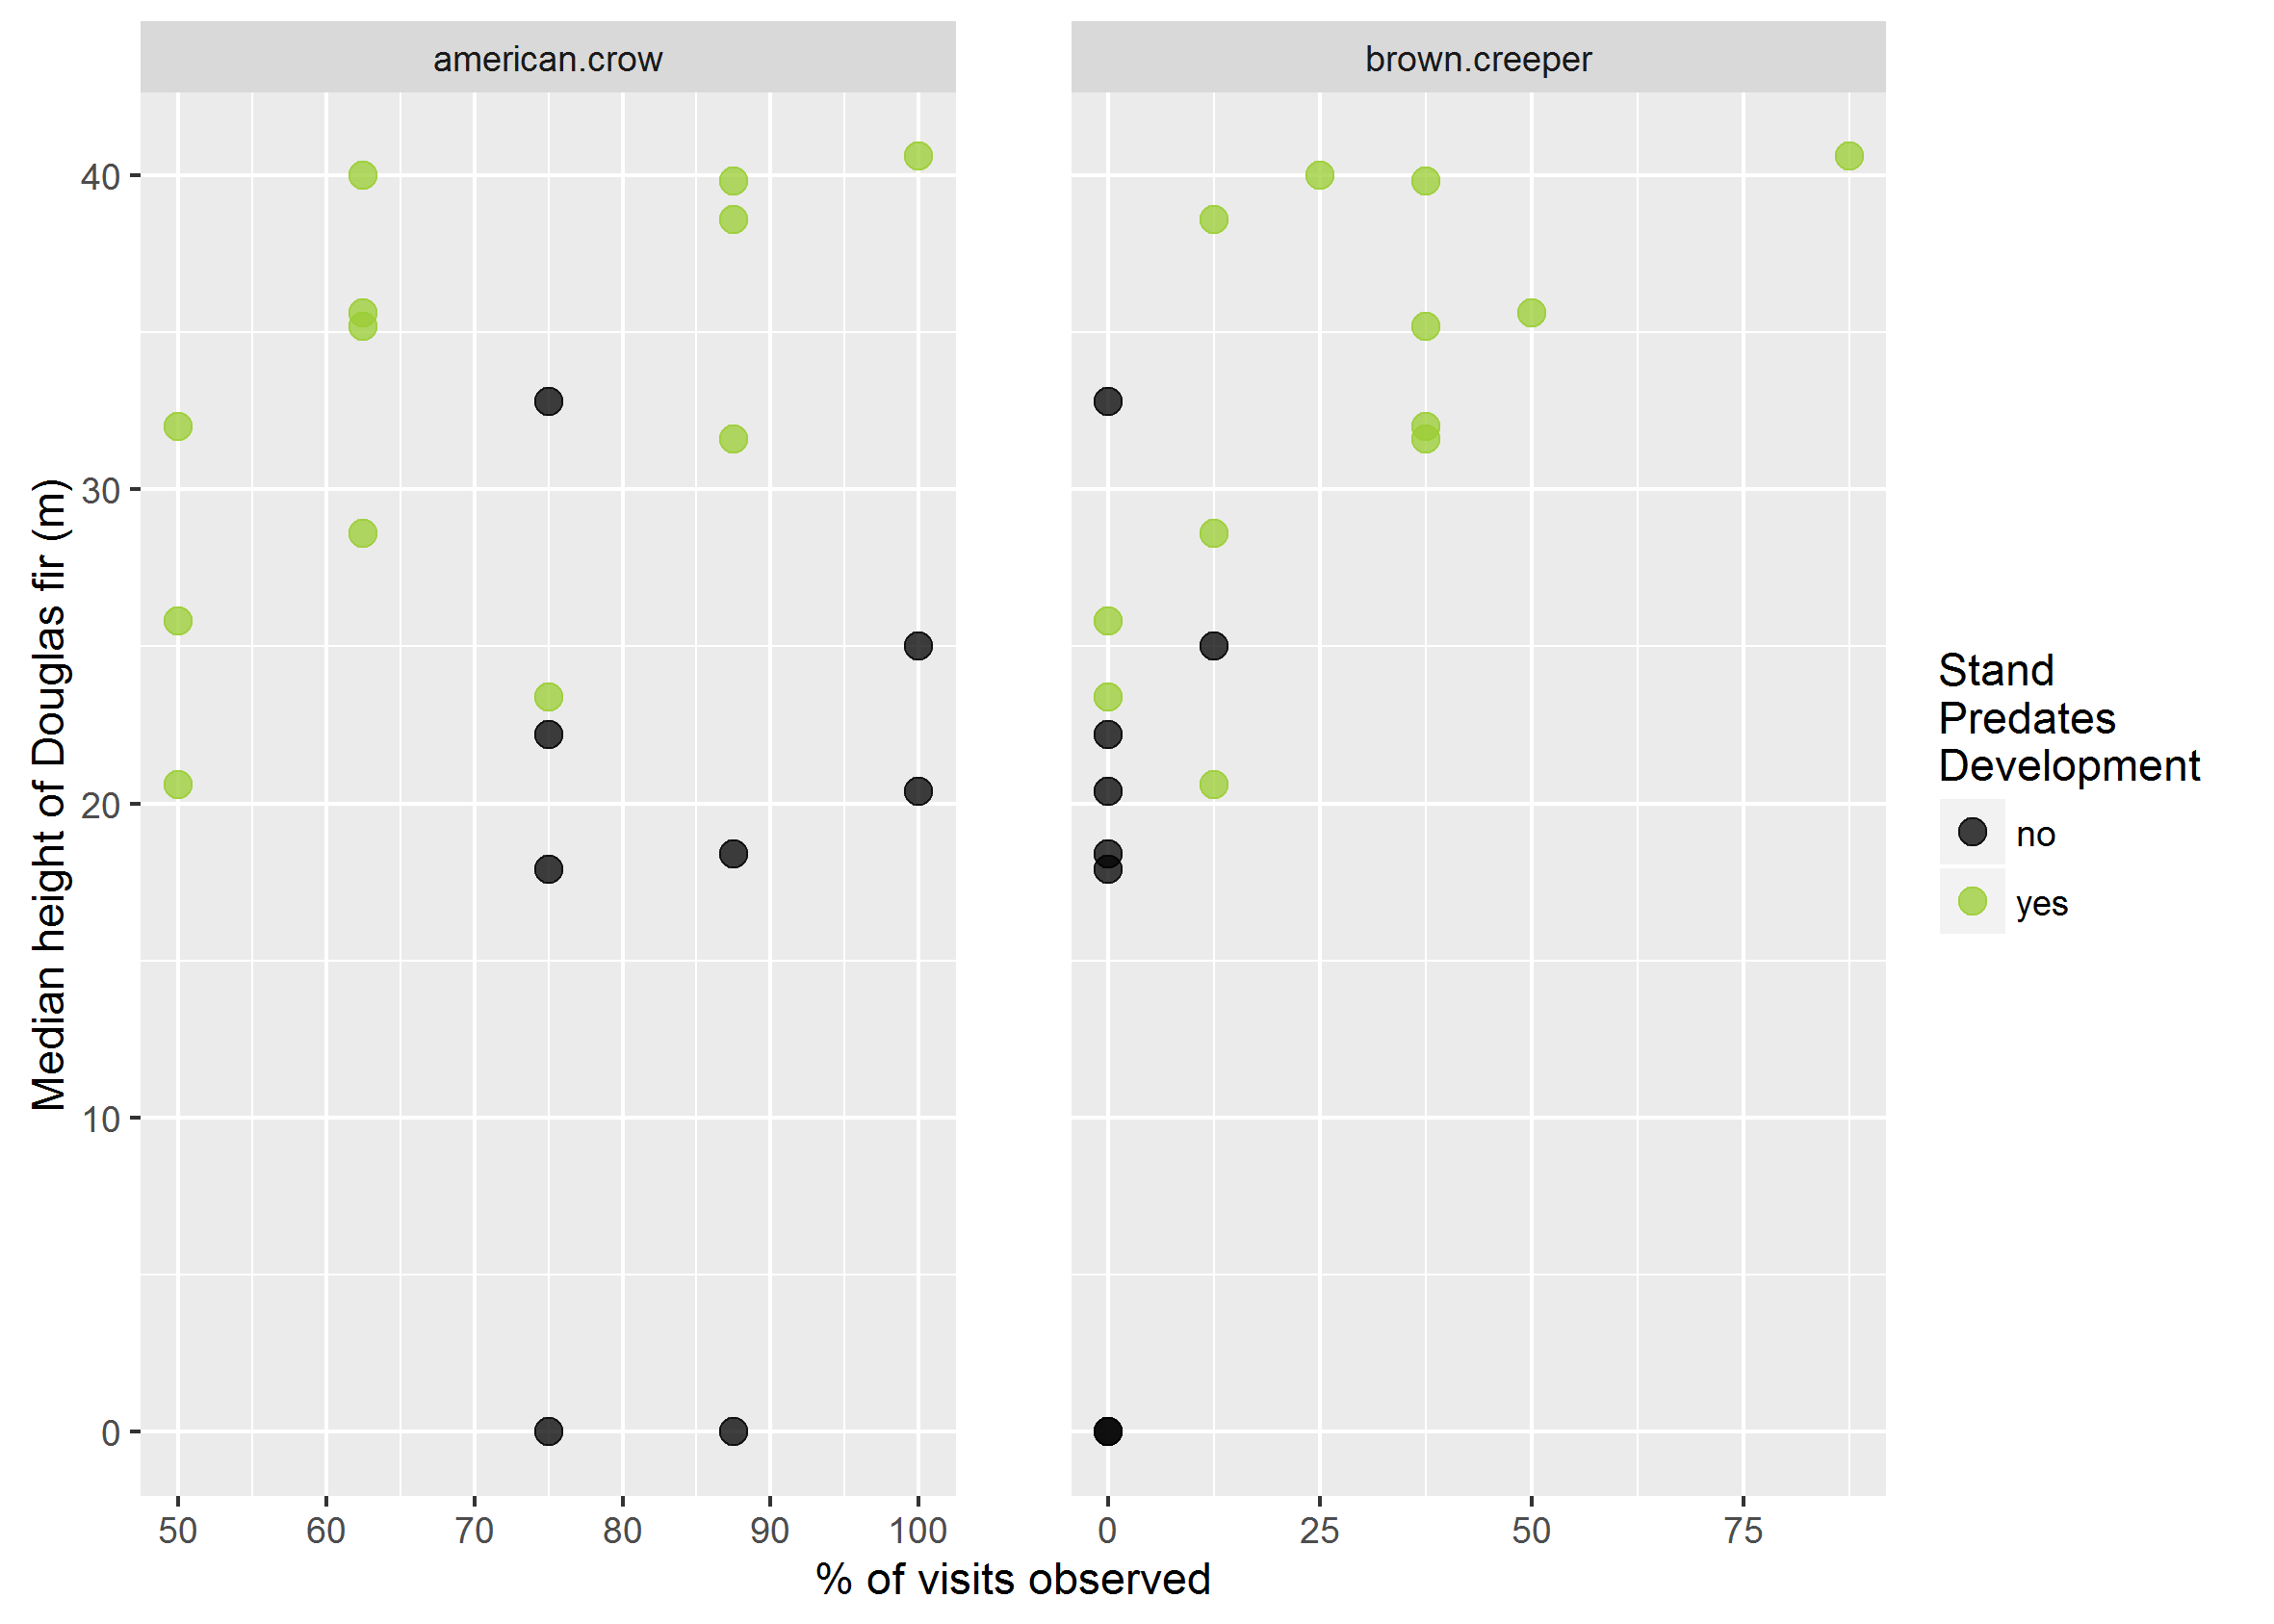 american.crow
brown.creeper
Median height of Douglas fir (m)
40
30
20
10
0
50 60 70 80 90 100
0 25 50 75
% of visits observed
Stand
Predates
Development
no
yes